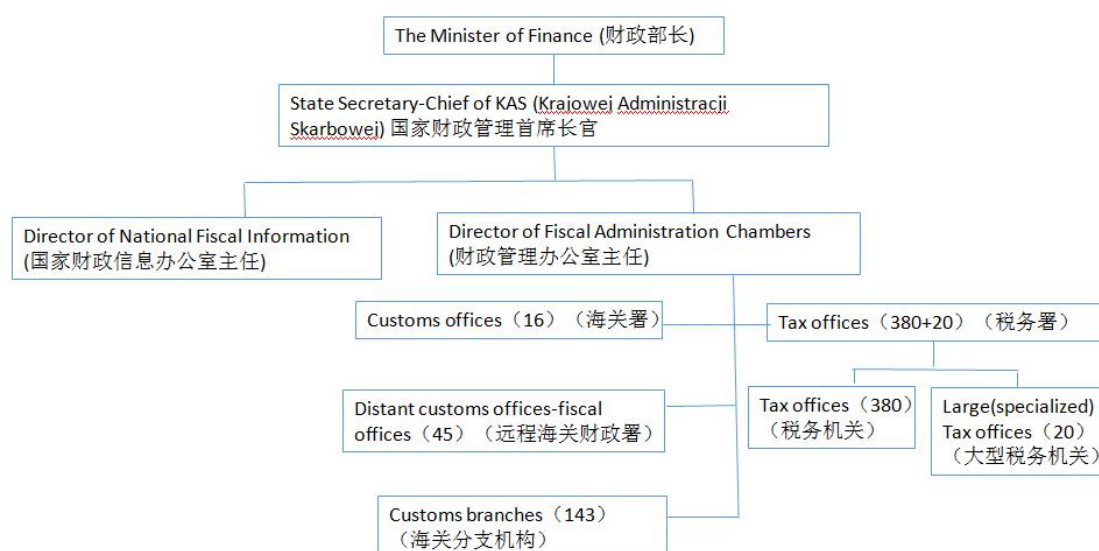 The Minister of Finance (财政部长)
State Secretary-Chief of KAS (Krajowej Administracji
Skarbowej) 国家财政管理首席长官
Director of National Fiscal Information
(国家财政信息办公室主任)
Director of Fiscal Administration Chambers
(财政管理办公室主任)
Customs offices（16）（海关署）
Tax offices（380+20）（税务署）
Distant customs offices-fiscal
offices（45）（远程海关财政署）
Tax offices（380）
（税务机关）
Large(specialized)
Tax offices（20）
（大型税务机关）
Customs branches（143）
（海关分支机构）